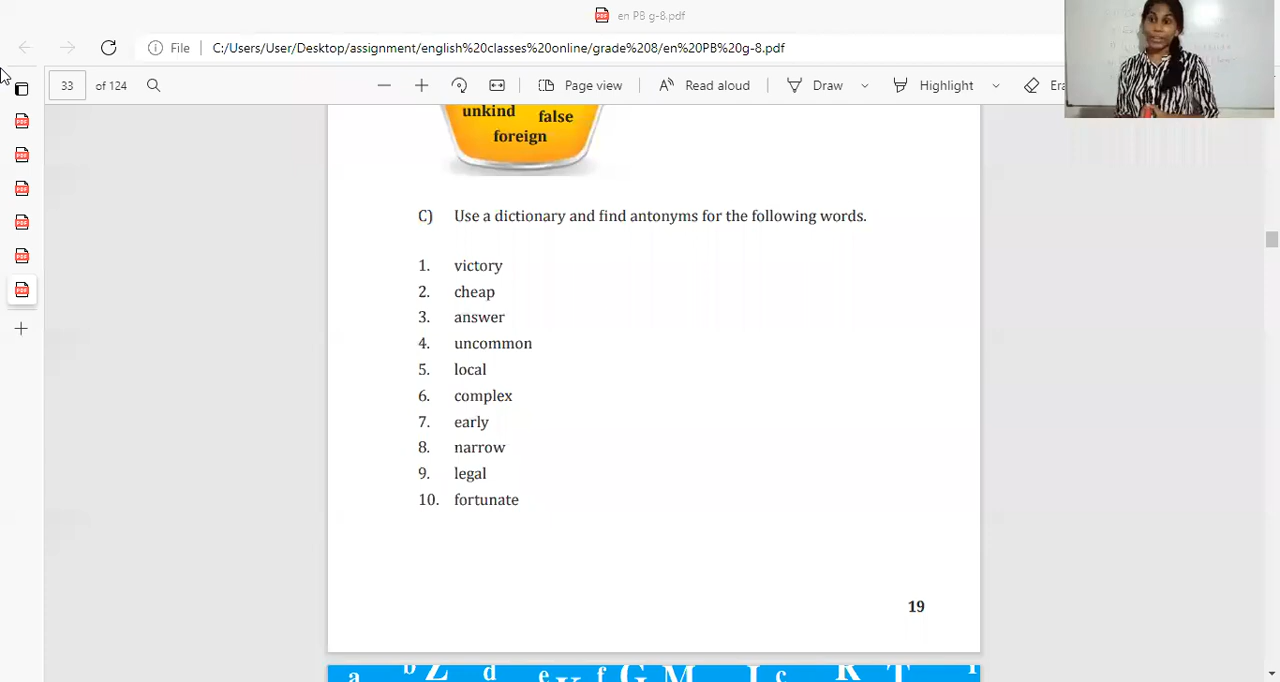 en PB g-8.pdf
File C:/Users/User/Desktop/assignment/english%20classes%20online/grade%208/en%20PB%20g-8.pdf
33 of 124 Page view Read aloud Draw Highlight
unkind false
foreign
C) Use a dictionary and find antonyms for the following words.
1. victory
2. cheap
3. answer
4. uncommon
5. local
6. complex
7. early
8. narrow
9. legal
10. fortunate
19
a b Z d e f G M c R T